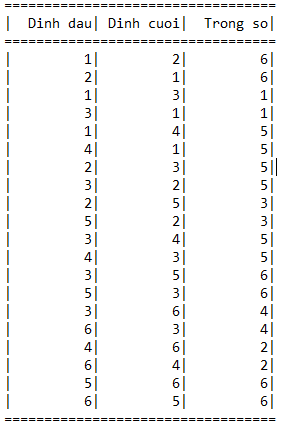 ==================================
| Dinh dau| Dinh cuoi| Trong so|
==================================
| 1| 2| 6|
| 2| 1| 6|
| 1| 3| 1|
| 3| 1| 1|
| 1| 4| 5|
| 4| 1| 5|
| 2| 3| 5|
| 3| 2| 5|
| 2| 5| 3|
| 5| 2| 3|
| 3| 4| 5|
| 4| 3| 5|
| 3| 5| 6|
| 5| 3| 6|
| 3| 6| 4|
| 6| 3| 4|
| 4| 6| 2|
| 6| 4| 2|
| 5| 6| 6|
| 6| 5| 6|
==================================